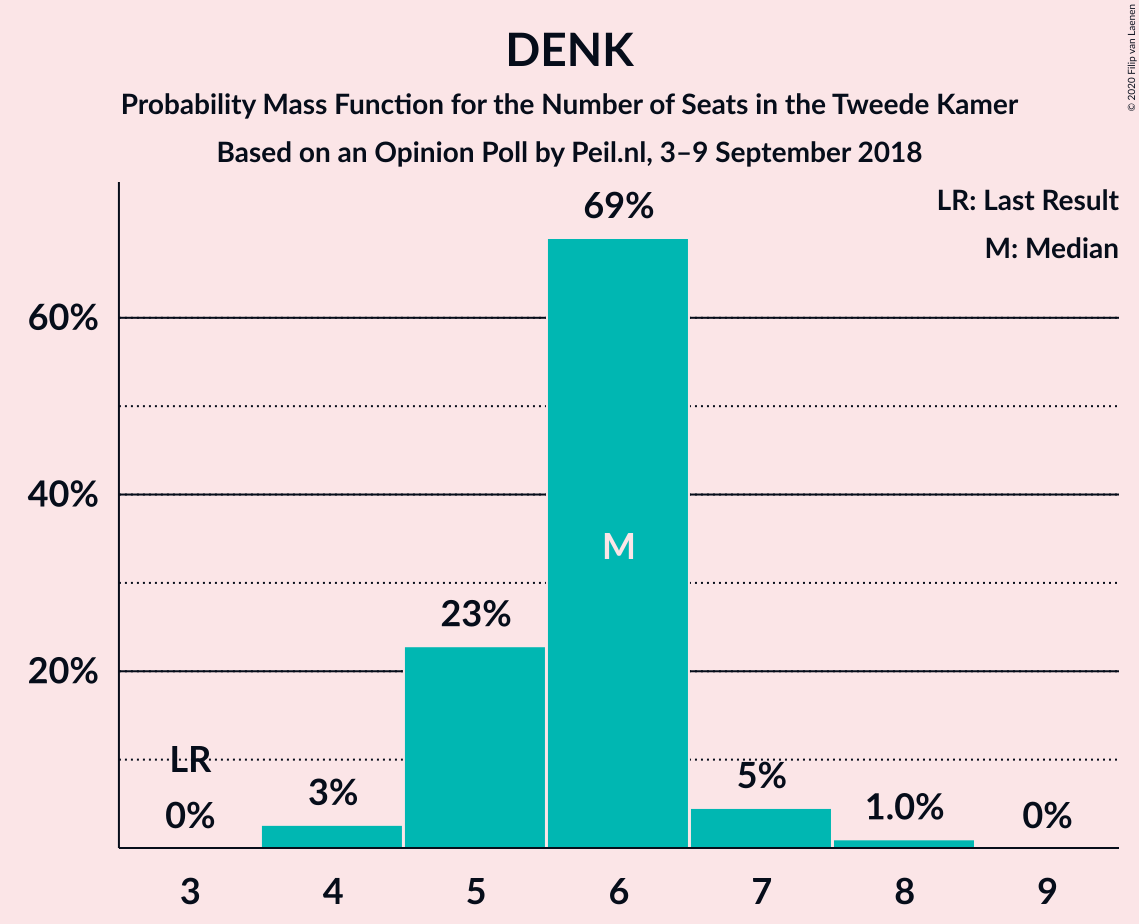 DENK
Probability Mass Function for the Number of Seats in the Tweede Kamer
Based on an Opinion Poll by Peil.nl, 3–9 September 2018
© 2020 Filip van Laenen
LR: Last Result
M: Median
60%
40%
20%
LR
0%
3%
23%
69%
M
5%
1.0%
0%
3 4 5 6 7 8 9